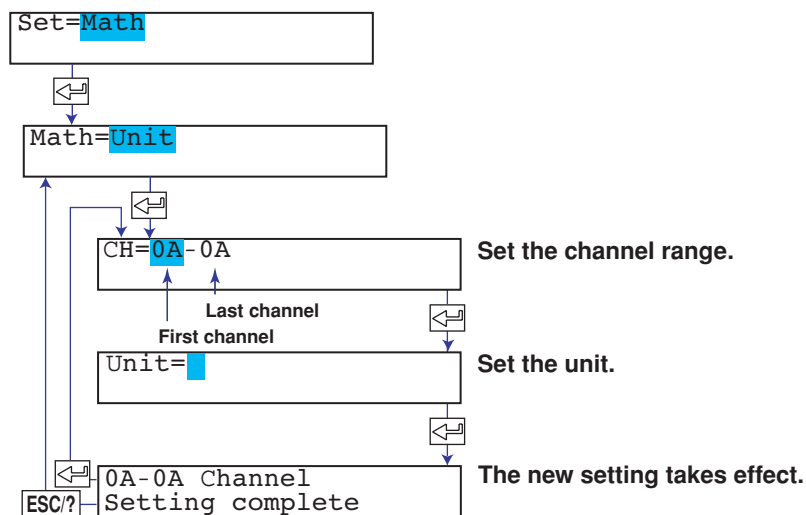 Set=Math
Math=Unit
CH=0A-0A
Set the channel range.
Last channel
First channel
Unit=
Set the unit.
0A-0A Channel
Setting complete
The new setting takes effect.
ESC/?